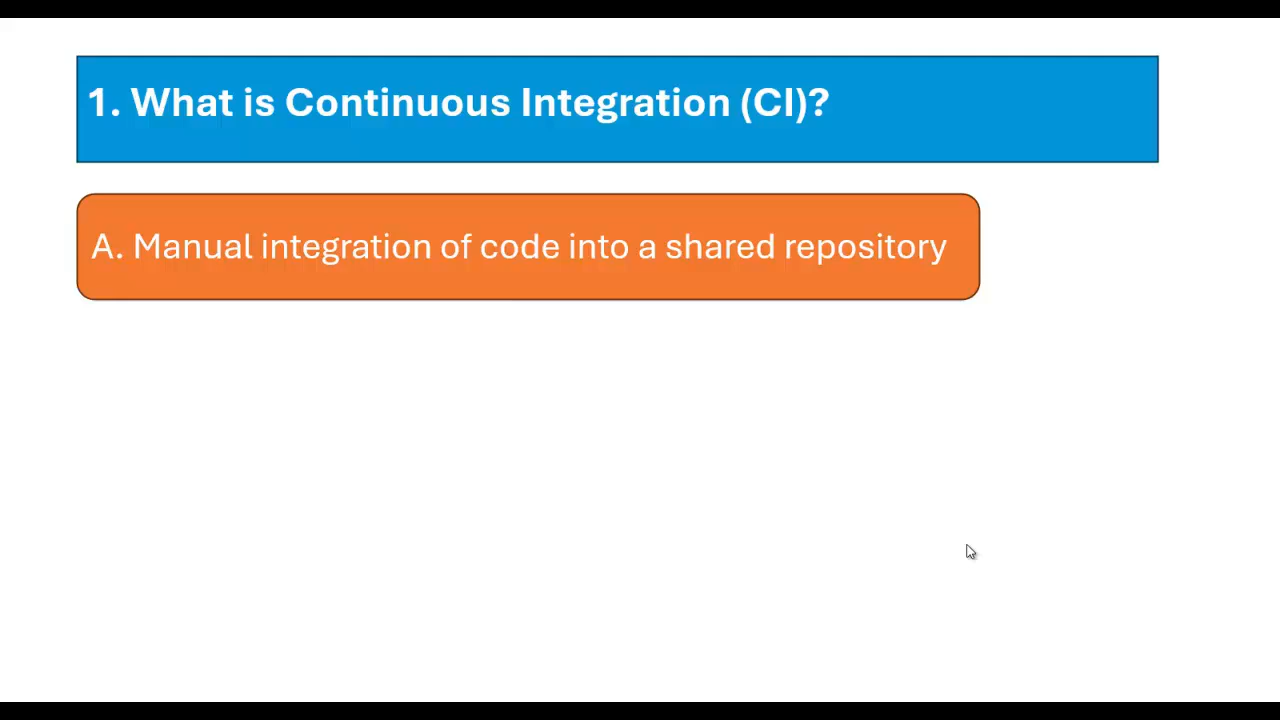 1. What is Continuous Integration (CI)?
A. Manual integration of code into a shared repository